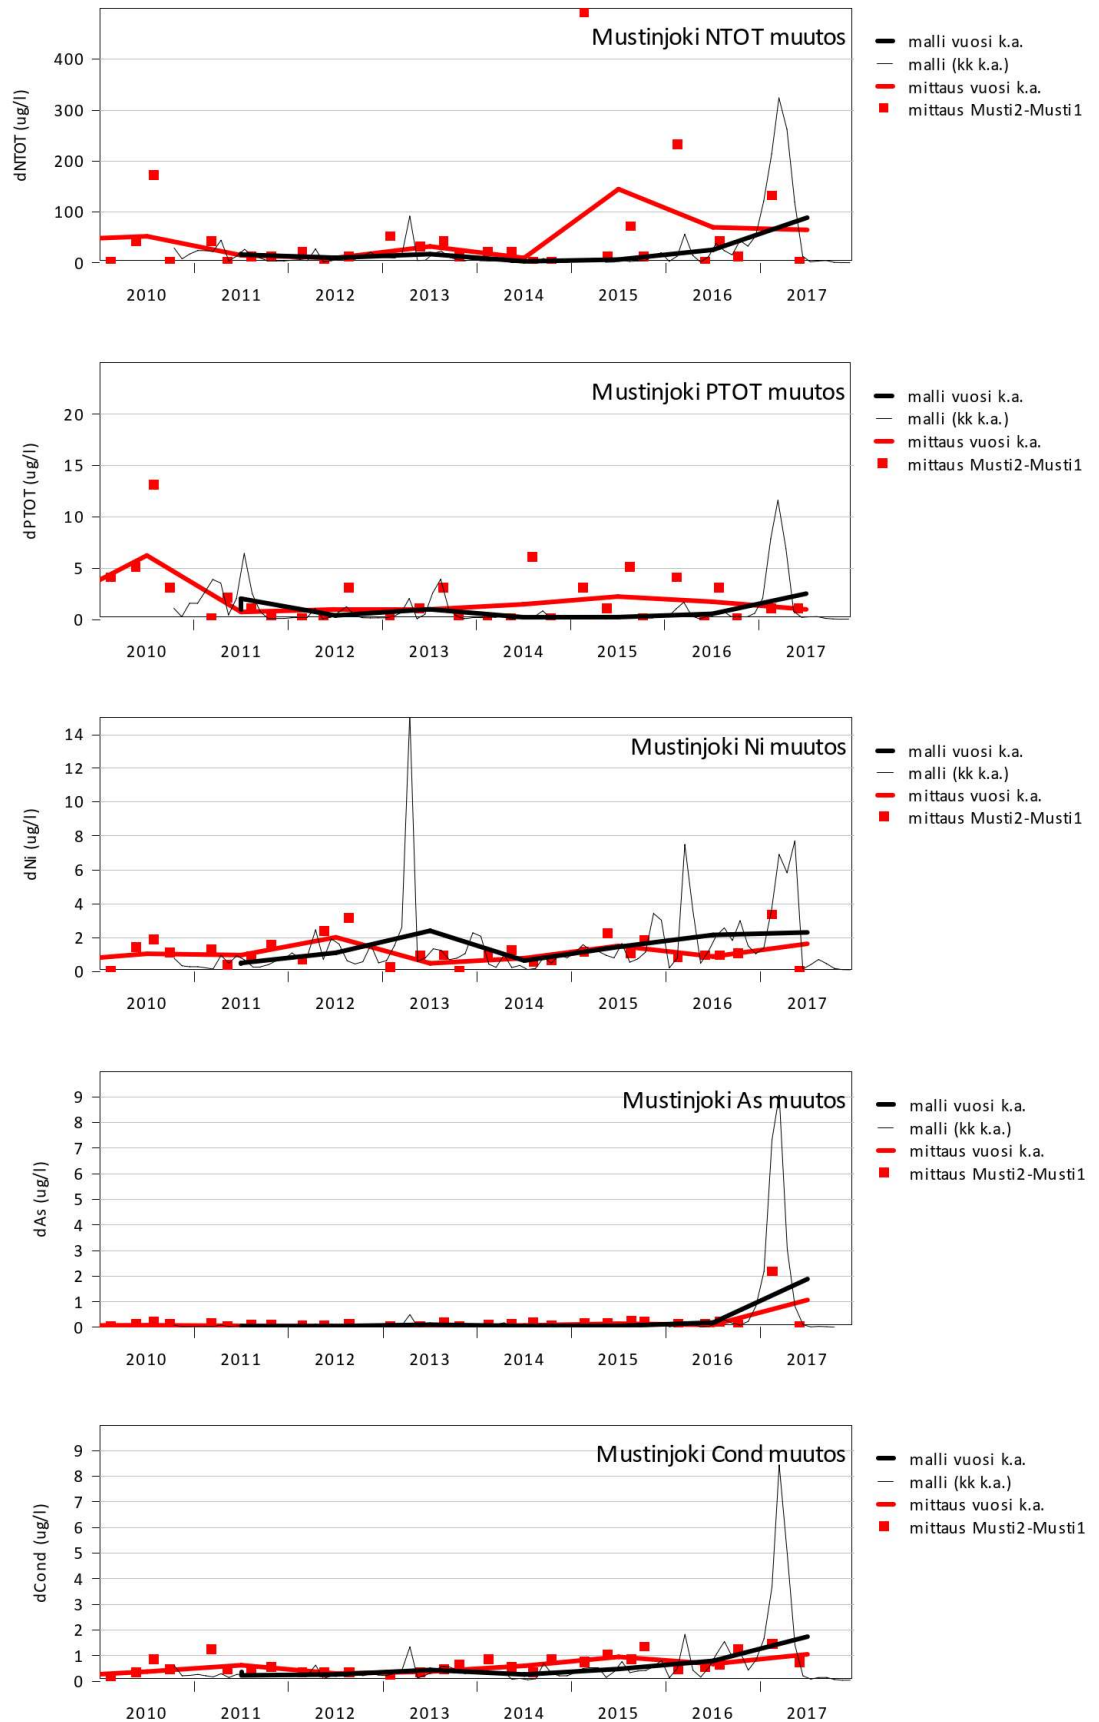 Mustinjoki NTOT muutos
dNTOT (ug/l)
400
300
200
100
0
2010 2011 2012 2013 2014 2015 2016 2017
malli vuosi k.a.
malli (kk k.a.)
mittaus vuosi k.a.
mittaus Musti2-Musti1
Mustinjoki PTOT muutos
dPTOT (ug/l)
20
15
10
5
0
2010 2011 2012 2013 2014 2015 2016 2017
malli vuosi k.a.
malli (kk k.a.)
mittaus vuosi k.a.
mittaus Musti2-Musti1
Mustinjoki Ni muutos
dNi (ug/l)
14
12
10
8
6
4
2
0
2010 2011 2012 2013 2014 2015 2016 2017
malli vuosi k.a.
malli (kk k.a.)
mittaus vuosi k.a.
mittaus Musti2-Musti1
Mustinjoki As muutos
dAs (ug/l)
9
8
7
6
5
4
3
2
1
0
2010 2011 2012 2013 2014 2015 2016 2017
malli vuosi k.a.
malli (kk k.a.)
mittaus vuosi k.a.
mittaus Musti2-Musti1
Mustinjoki Cond muutos
dCond (ug/l)
9
8
7
6
5
4
3
2
1
0
2010 2011 2012 2013 2014 2015 2016 2017
malli vuosi k.a.
malli (kk k.a.)
mittaus vuosi k.a.
mittaus Musti2-Musti1